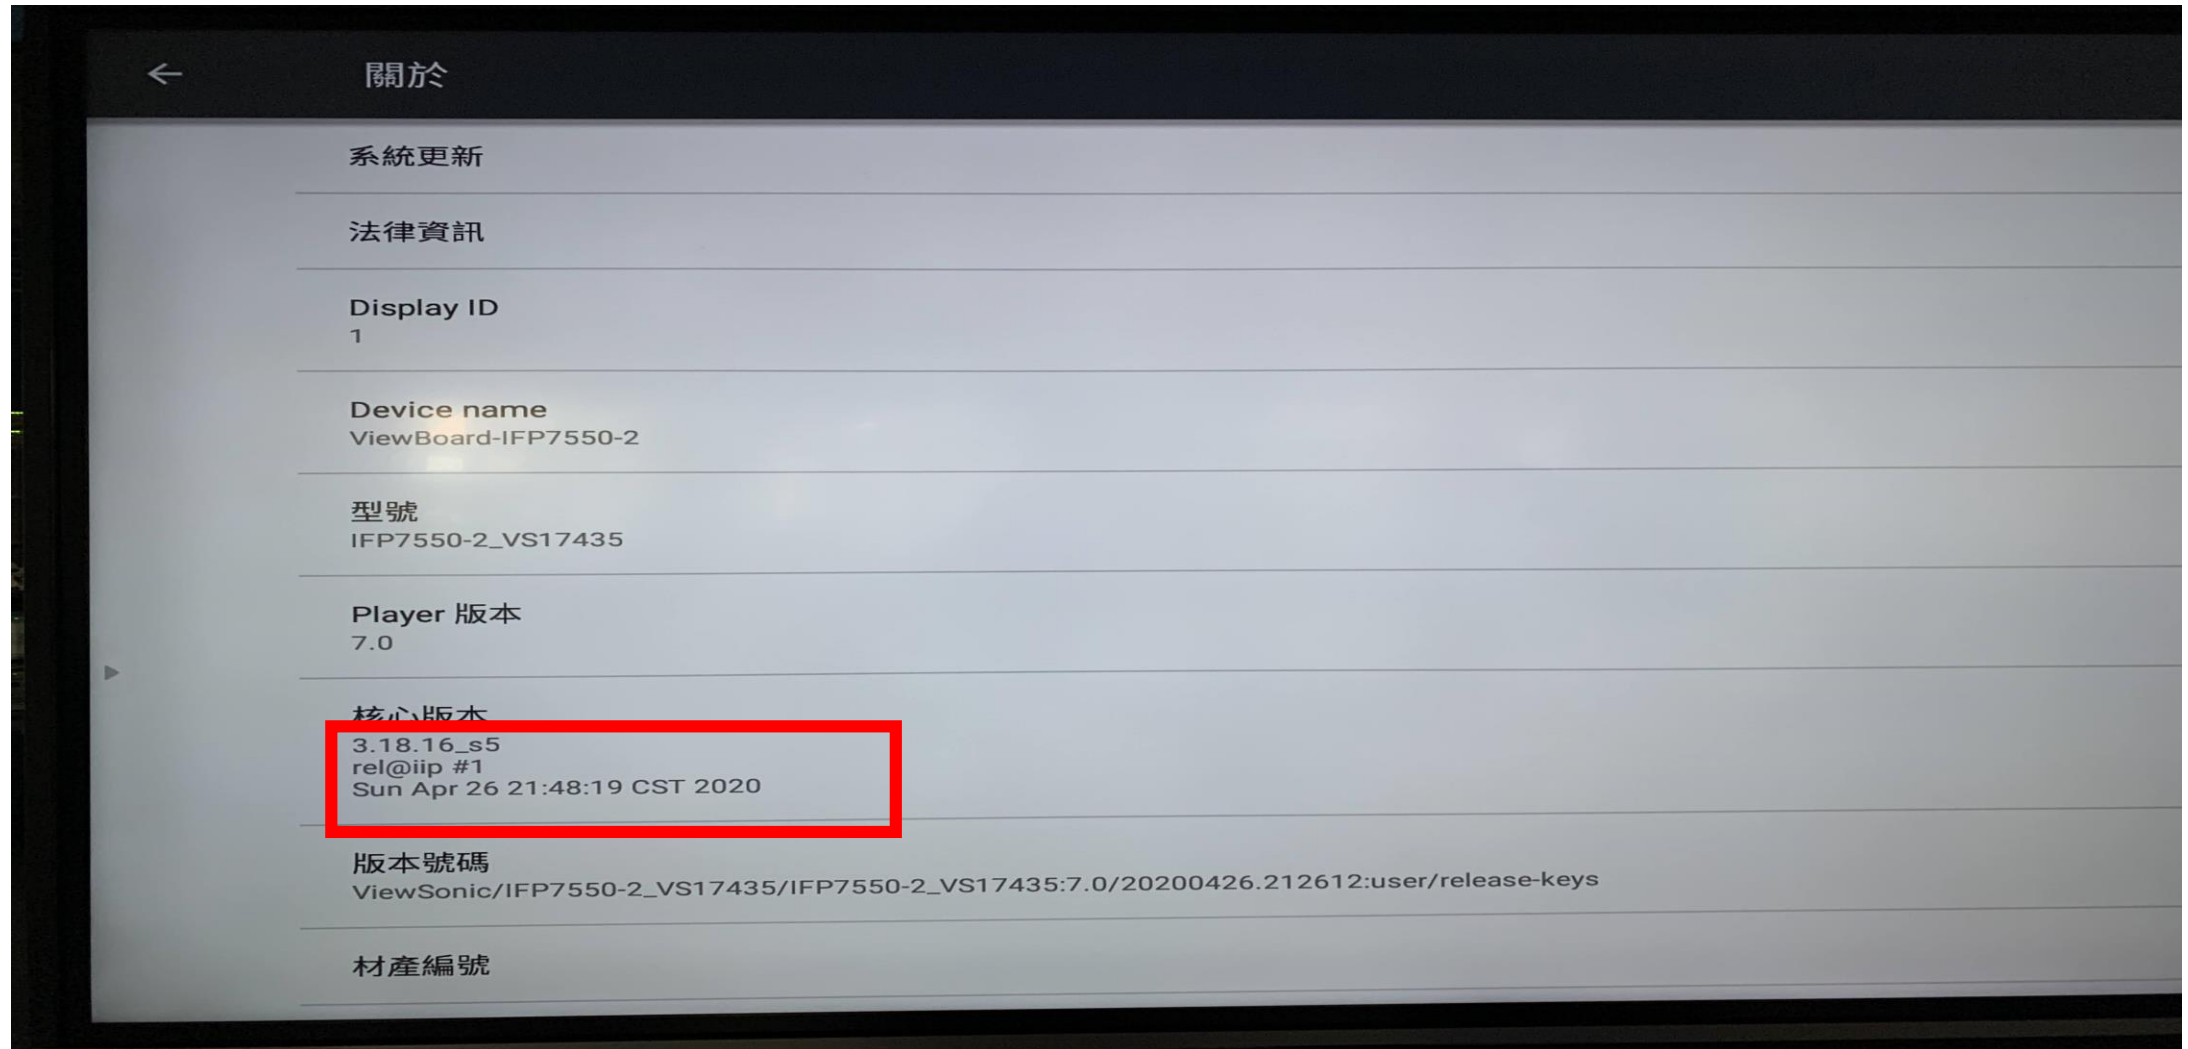 關於
系統更新
法律資訊
Display ID
1
Device name
ViewBoard-IFP7550-2
型號
IFP7550-2_VS17435
Player 版本
7.0
核心版本
3.18.16_s5
rel@iip #1
Sun Apr 26 21:48:19 CST 2020
版本號碼
ViewSonic/IFP7550-2_VS17435/IFP7550-2_VS17435:7.0/20200426.212612:user/release-keys
材產編號